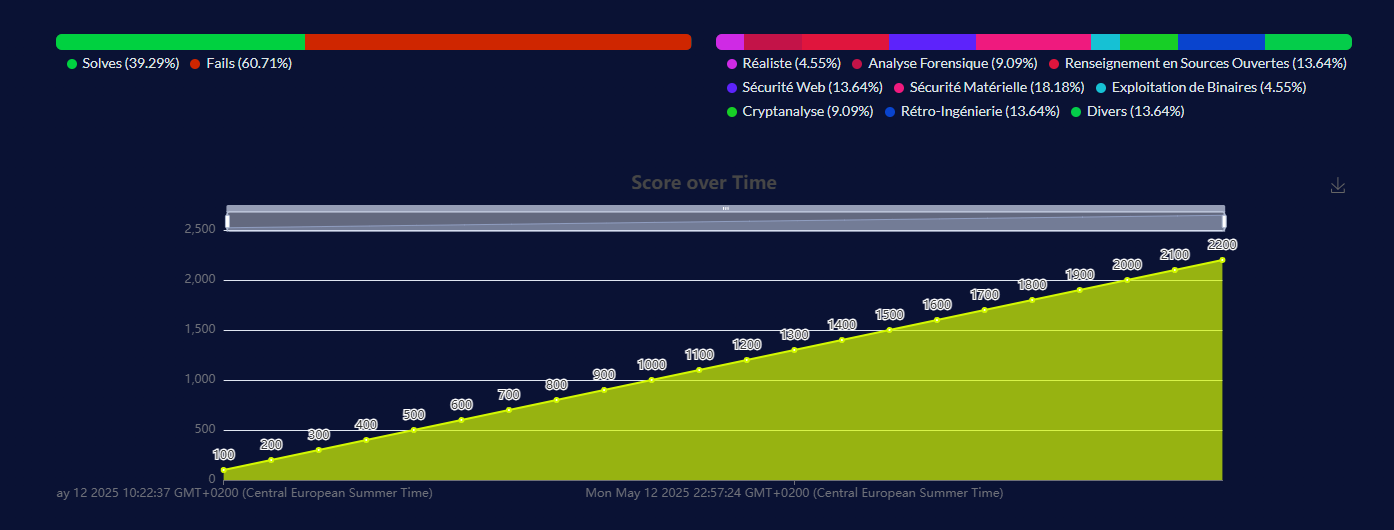 Solves (39.29%) Fails (60.71%)
Réaliste (4.55%) Analyse Forensique (9.09%) Renseignement en Sources Ouvertes (13.64%)
Sécurité Web (13.64%) Sécurité Matérielle (18.18%) Exploitation de Binaires (4.55%)
Cryptanalyse (9.09%) Rétro-Ingénierie (13.64%) Divers (13.64%)
Score over Time
2,500
2,000
1,500
1,000
500
0
100 200 300 400 500 600 700 800 900 1000 1100 1200 1300 1400 1500 1600 1700 1800 1900 2000 2100 2200
ay 12 2025 10:22:37 GMT+0200 (Central European Summer Time) Mon May 12 2025 22:57:24 GMT+0200 (Central European Summer Time)